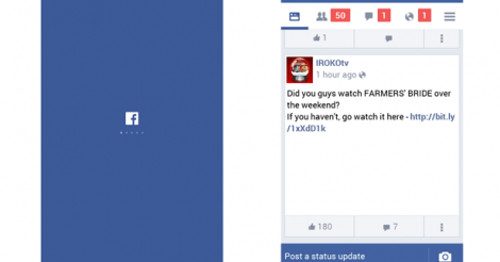 f
50
1
1
1
IROKOtv
1 hour ago
Did you guys watch FARMERS' BRIDE over
the weekend?
If you haven't, go watch it here - http://bit.ly
/1xXdD1k
180
7
Post a status update